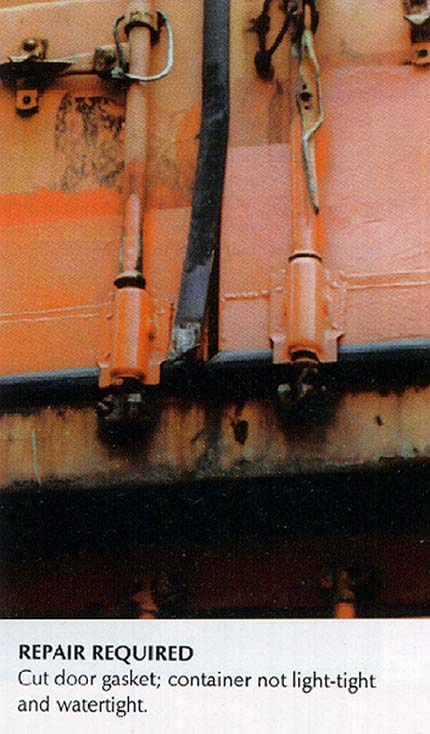 REPAIR REQUIRED
Cut door gasket; container not light-tight
and watertight.